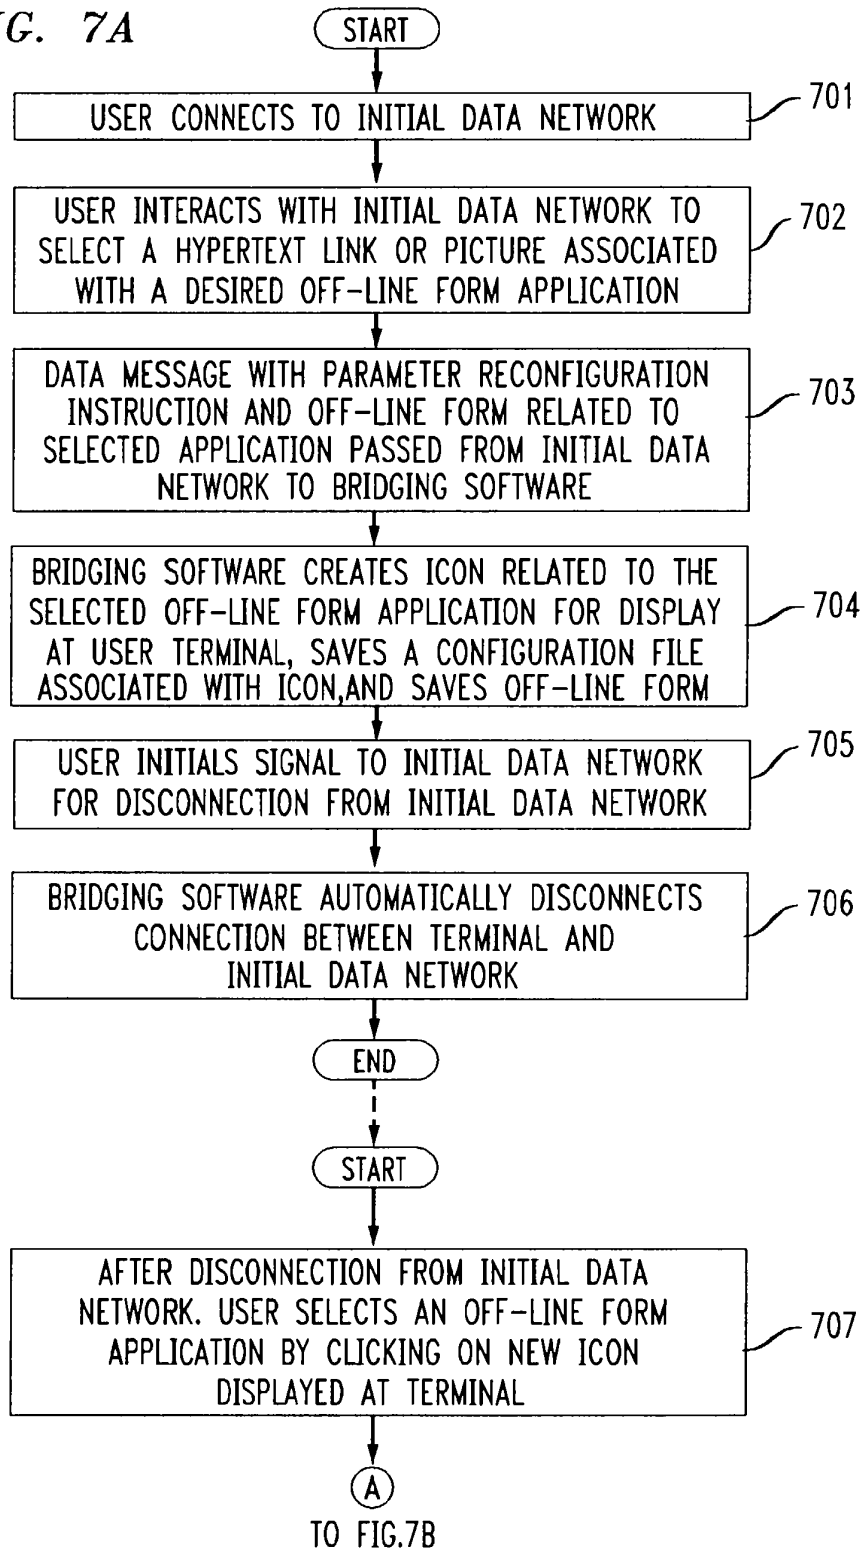 G. 7A
START
USER CONNECTS TO INITIAL DATA NETWORK
701
USER INTERACTS WITH INITIAL DATA NETWORK TO
SELECT A HYPERTEXT LINK OR PICTURE ASSOCIATED
WITH A DESIRED OFF-LINE FORM APPLICATION
702
DATA MESSAGE WITH PARAMETER RECONFIGURATION
INSTRUCTION AND OFF-LINE FORM RELATED TO
SELECTED APPLICATION PASSED FROM INITIAL DATA
NETWORK TO BRIDGING SOFTWARE
703
BRIDGING SOFTWARE CREATES ICON RELATED TO THE
SELECTED OFF-LINE FORM APPLICATION FOR DISPLAY
AT USER TERMINAL, SAVES A CONFIGURATION FILE
ASSOCIATED WITH ICON,AND SAVES OFF-LINE FORM
704
USER INITIALS SIGNAL TO INITIAL DATA NETWORK
FOR DISCONNECTION FROM INITIAL DATA NETWORK
705
BRIDGING SOFTWARE AUTOMATICALLY DISCONNECTS
CONNECTION BETWEEN TERMINAL AND
INITIAL DATA NETWORK
706
END
START
AFTER DISCONNECTION FROM INITIAL DATA
NETWORK. USER SELECTS AN OFF-LINE FORM
APPLICATION BY CLICKING ON NEW ICON
DISPLAYED AT TERMINAL
707
A
TO FIG.7B